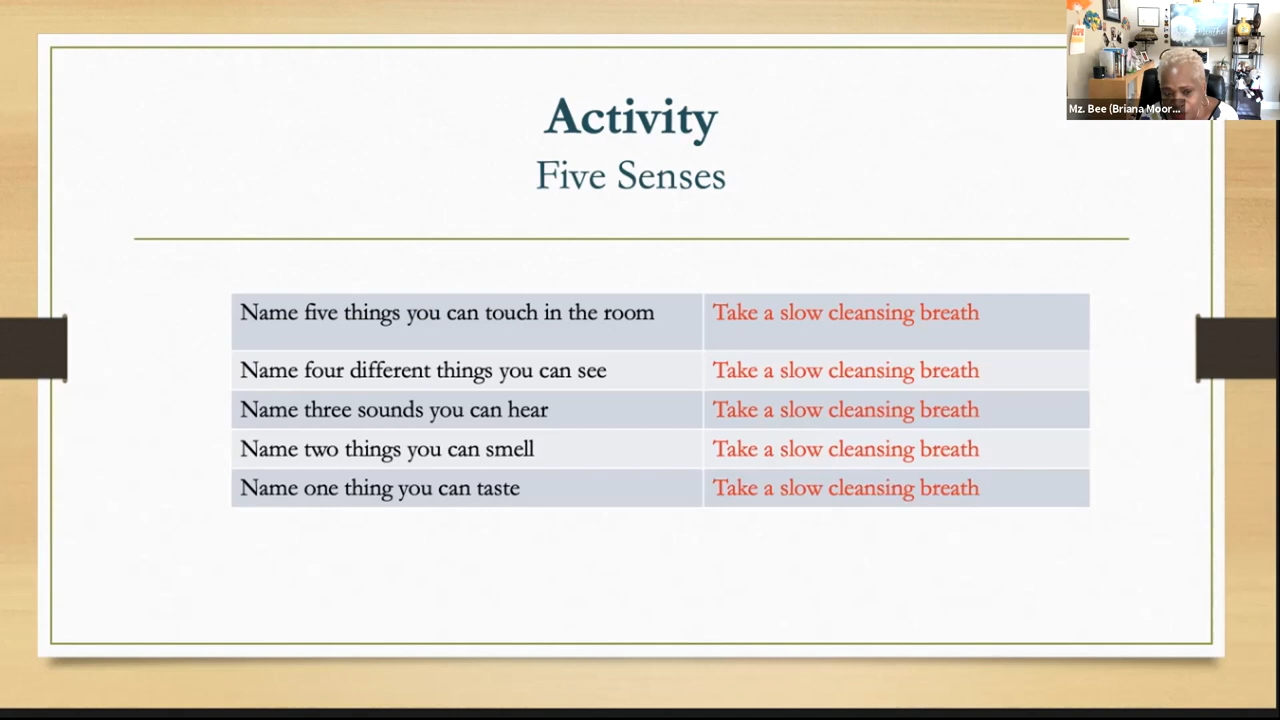 Activity
Five Senses
Name five things you can touch in the room Take a slow cleansing breath
Name four different things you can see Take a slow cleansing breath
Name three sounds you can hear Take a slow cleansing breath
Name two things you can smell Take a slow cleansing breath
Name one thing you can taste Take a slow cleansing breath
Mz. Bee (Briana Moor...